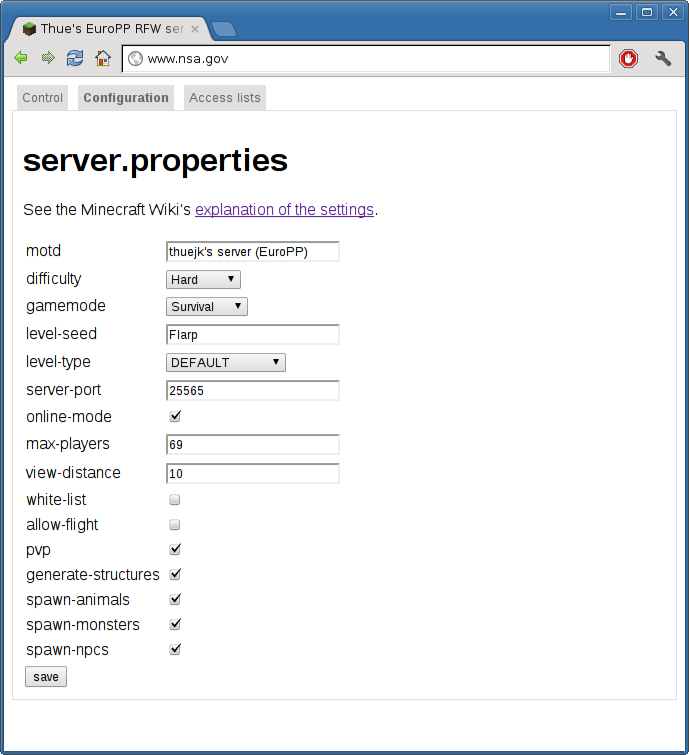 Thue's EuroPP RFW ser
www.nsa.gov
Control Configuration Access lists
server.properties
See the Minecraft Wiki's explanation of the settings.
motd thuejk's server (EuroPP)
difficulty Hard
gamemode Survival
level-seed Flarp
level-type DEFAULT
server-port 25565
online-mode
max-players 69
view-distance 10
white-list
allow-flight
pvp
generate-structures
spawn-animals
spawn-monsters
spawn-npcs
save